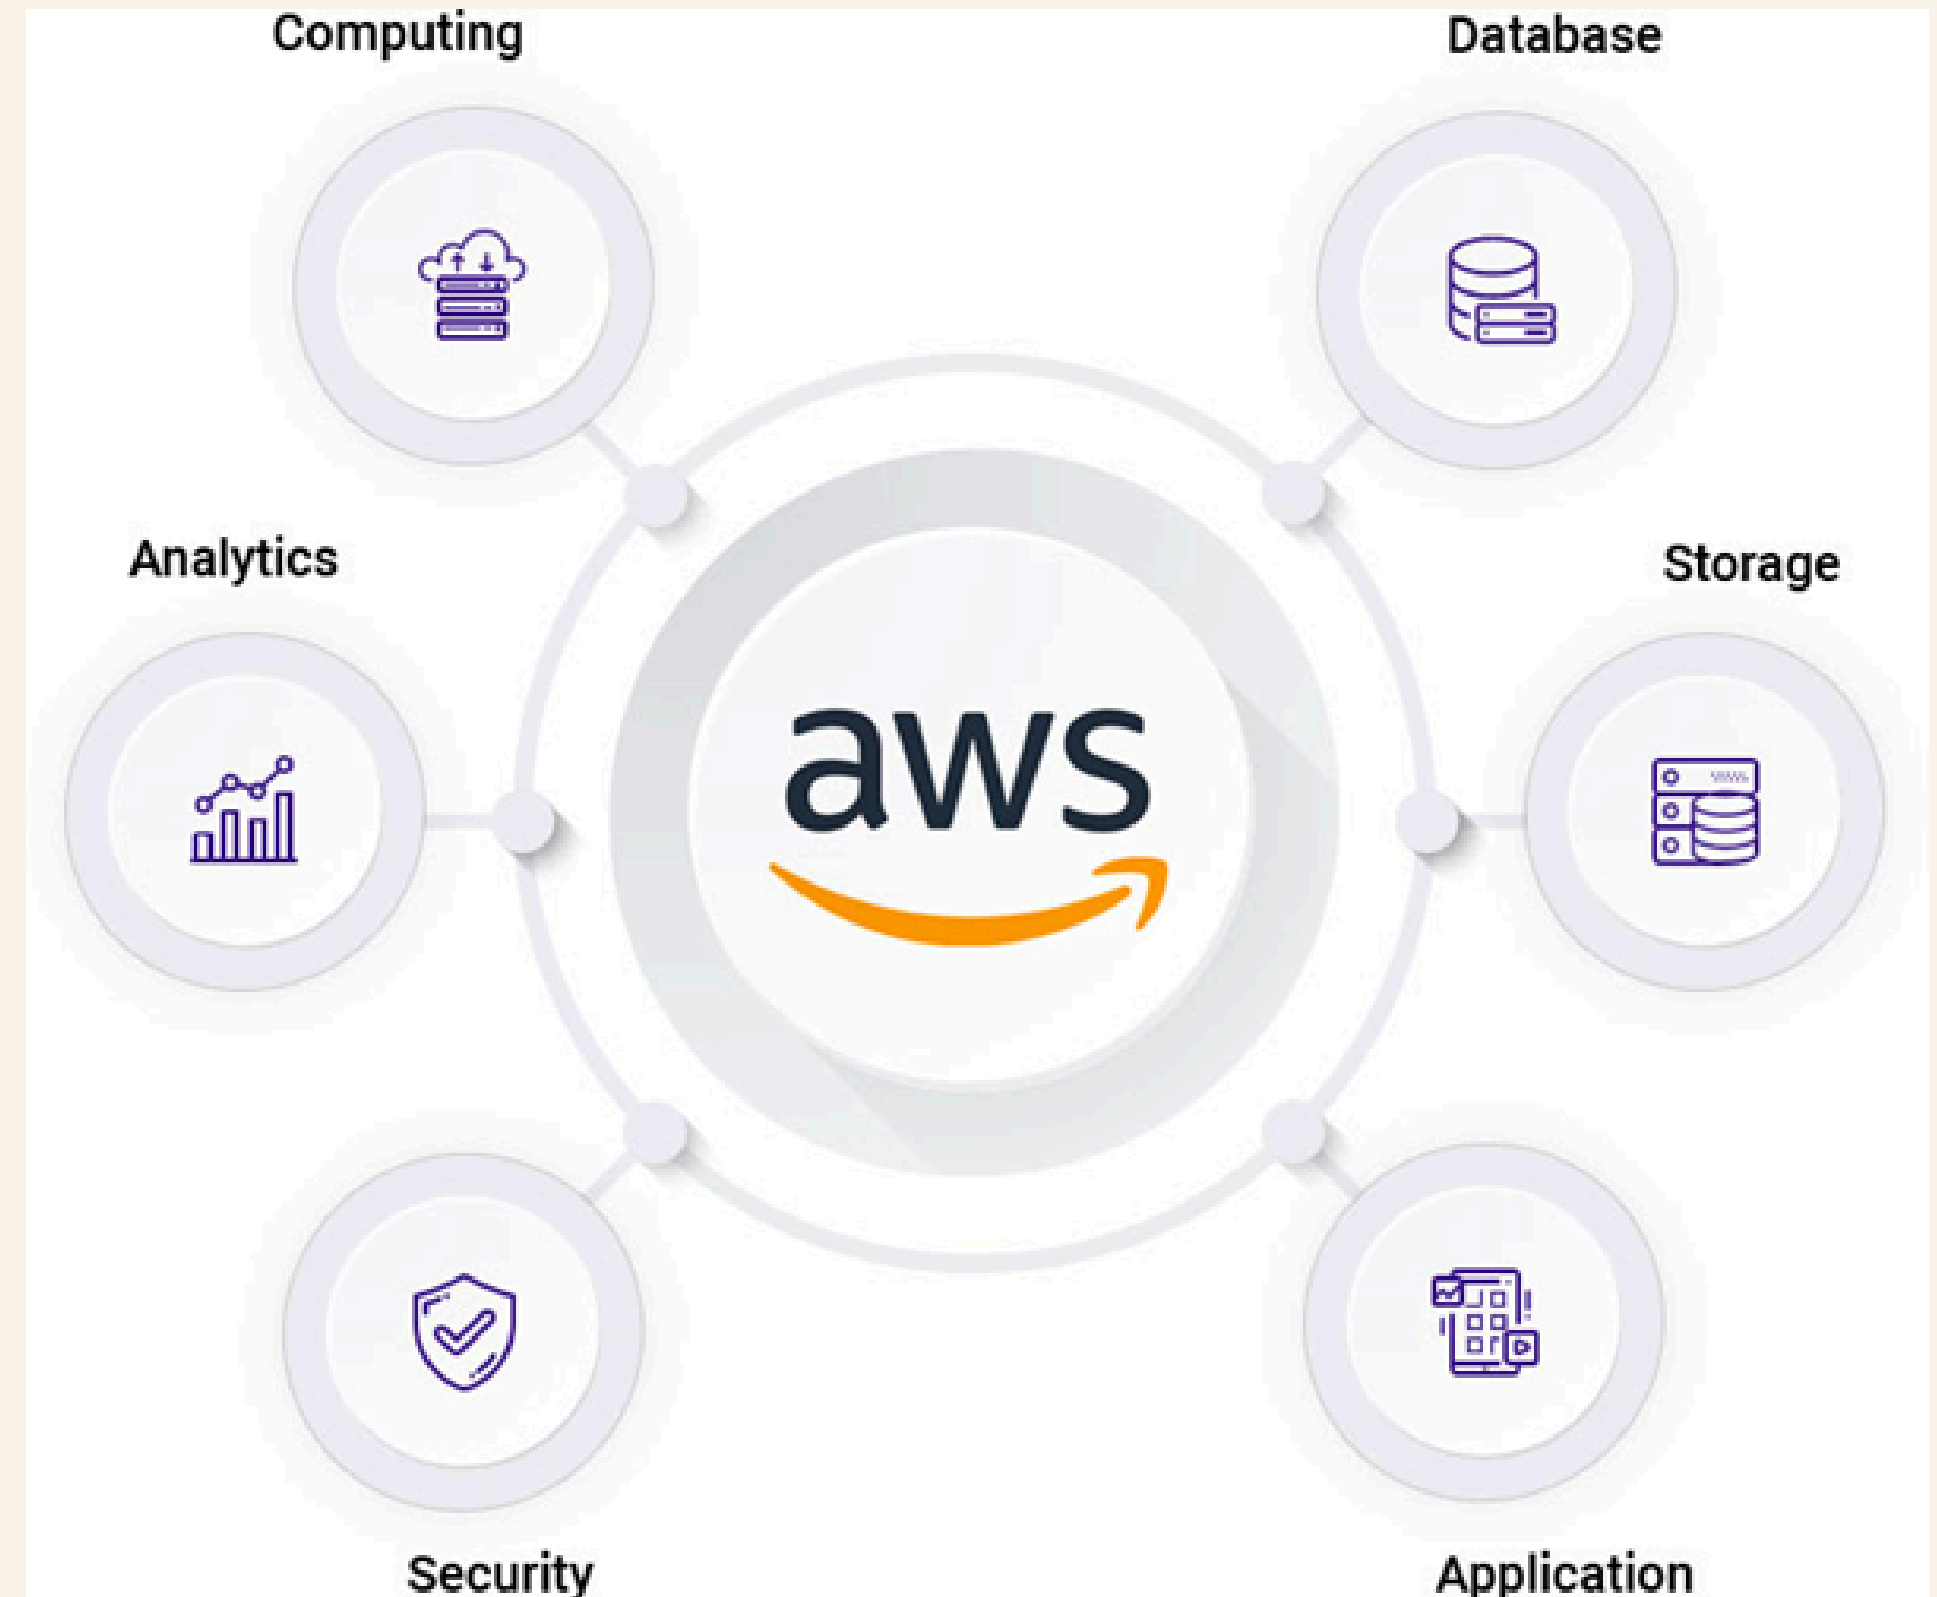 Computing
Database
Analytics
Storage
aws
Security
Application